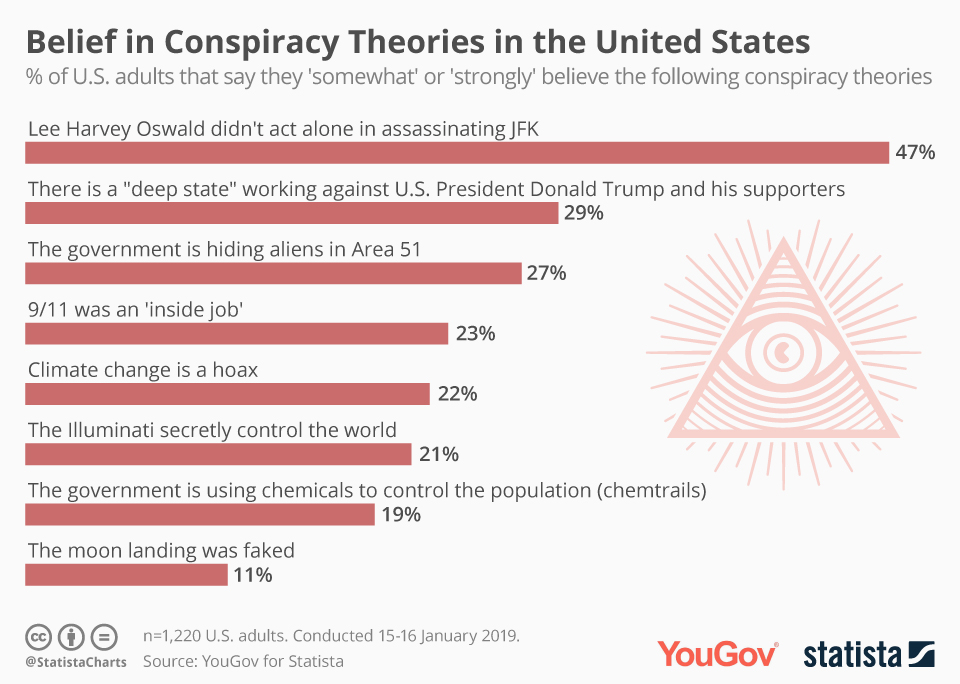 Belief in Conspiracy Theories in the United States
% of U.S. adults that say they 'somewhat' or 'strongly' believe the following conspiracy theories
Lee Harvey Oswald didn't act alone in assassinating JFK
47%
There is a "deep state" working against U.S. President Donald Trump and his supporters
29%
The government is hiding aliens in Area 51
27%
9/11 was an 'inside job'
23%
Climate change is a hoax
22%
The Illuminati secretly control the world
21%
The government is using chemicals to control the population (chemtrails)
19%
The moon landing was faked
11%
cc
@StatistaCharts
n=1,220 U.S. adults. Conducted 15-16 January 2019.
Source: YouGov for Statista
YouGov®
statista